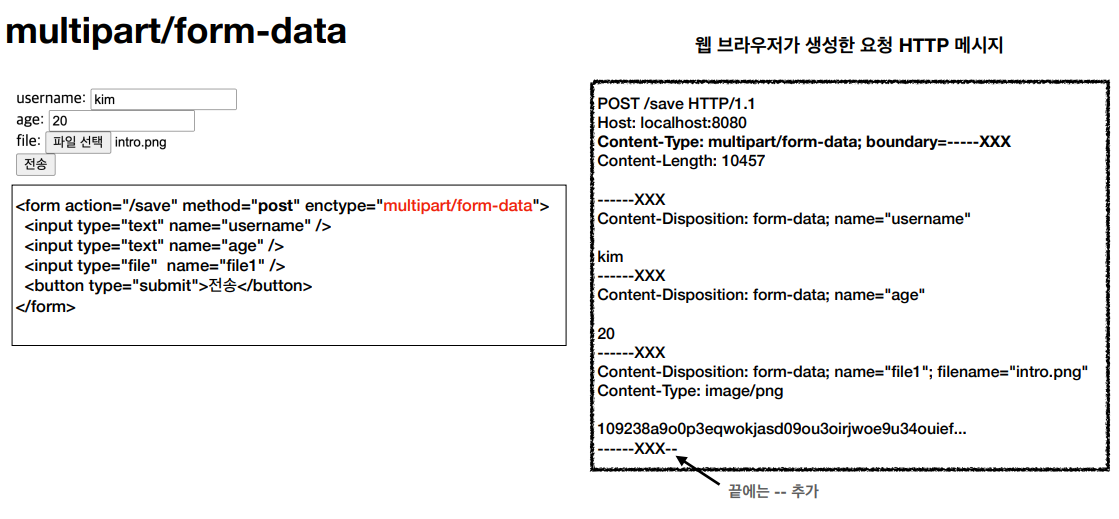 multipart/form-data
username: kim
age: 20
file: 파일 선택 intro.png
전송
<form action="/save" method="post" enctype="multipart/form-data">
<input type="text" name="username" />
<input type="text" name="age" />
<input type="file"  name="file1" />
<button type="submit">전송</button>
</form>
웹 브라우저가 생성한 요청 HTTP 메시지
POST /save HTTP/1.1
Host: localhost:8080
Content-Type: multipart/form-data; boundary=-----XXX
Content-Length: 10457
------XXX
Content-Disposition: form-data; name="username"
kim
------XXX
Content-Disposition: form-data; name="age"
20
------XXX
Content-Disposition: form-data; name="file1"; filename="intro.png"
Content-Type: image/png
109238a9o0p3eqwokjasd09ou3oirjwoe9u34ouief...
------XXX--
끝에는 -- 추가